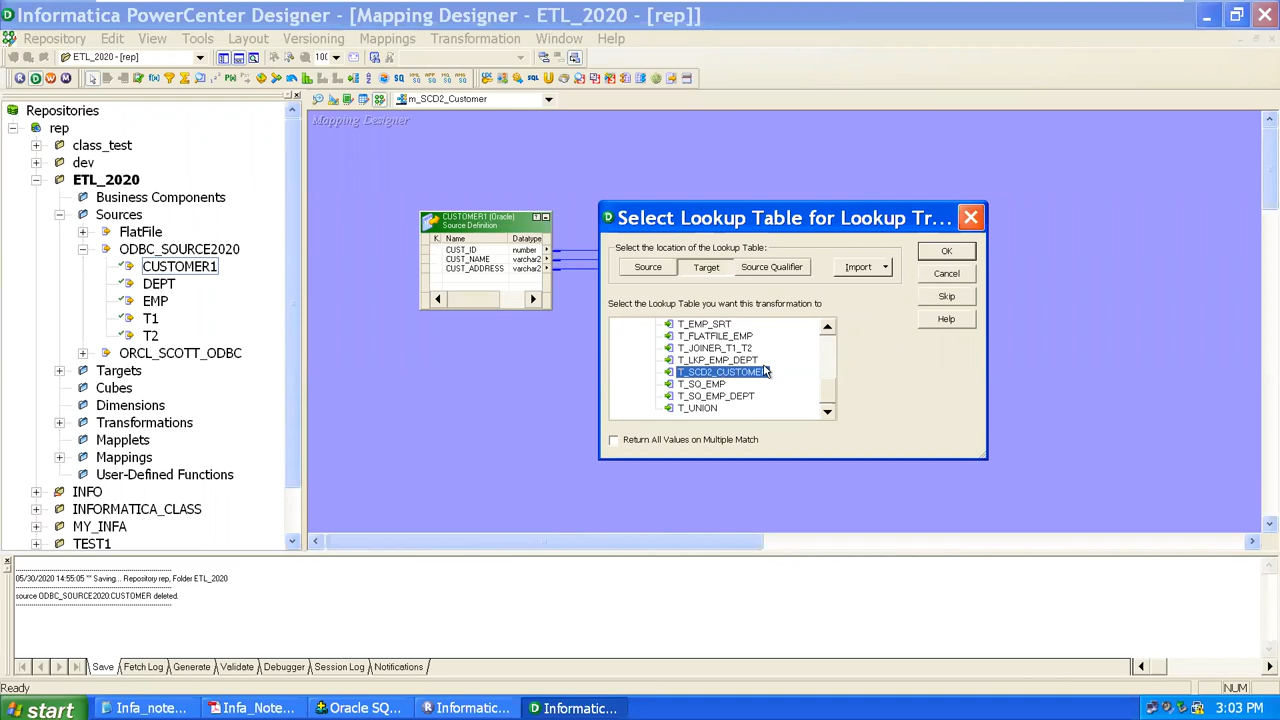 Informatica PowerCenter Designer - [Mapping Designer - ETL_2020 - [rep]]
Repository Edit View Tools Layout Versioning Mappings Transformation Window Help
ETL_2020 - [rep]
m_SCD2_Customer
Repositories
rep
class_test
dev
ETL_2020
Business Components
Sources
FlatFile
ODBC_SOURCE2020
CUSTOMER1
DEPT
EMP
T1
T2
ORCL_SCOTT_ODBC
Targets
Cubes
Dimensions
Transformations
Mapplets
Mappings
User-Defined Functions
INFO
INFORMATICA_CLASS
MY_INFA
TEST1
Mapping Designer
CUSTOMER1 (Oracle)
Source Definition
K. Name Datatype
CUST_ID number
CUST_NAME varchar2
CUST_ADDRESS varchar2
Select Lookup Table for Lookup Tr...
Select the location of the Lookup Table:
Source Target Source Qualifier Import
OK
Cancel
Skip
Help
Select the Lookup Table you want this transformation to
T_EMP_SRT
T_FLATFILE_EMP
T_JOINER_T1_T2
T_LKP_EMP_DEPT
T_SCD2_CUSTOMER
T_SQ_EMP
T_SQ_EMP_DEPT
T_UNION
Return All Values on Multiple Match
05/30/2020 14:55:05 ** Saving... Repository rep, Folder ETL_2020
source ODBC_SOURCE2020:CUSTOMER deleted.
Save Fetch Log Generate Validate Debugger Session Log Notifications
Ready NUM
start Infa_note... Infa_Note... Oracle SQ... Informatic... Informatic... 3:03 PM